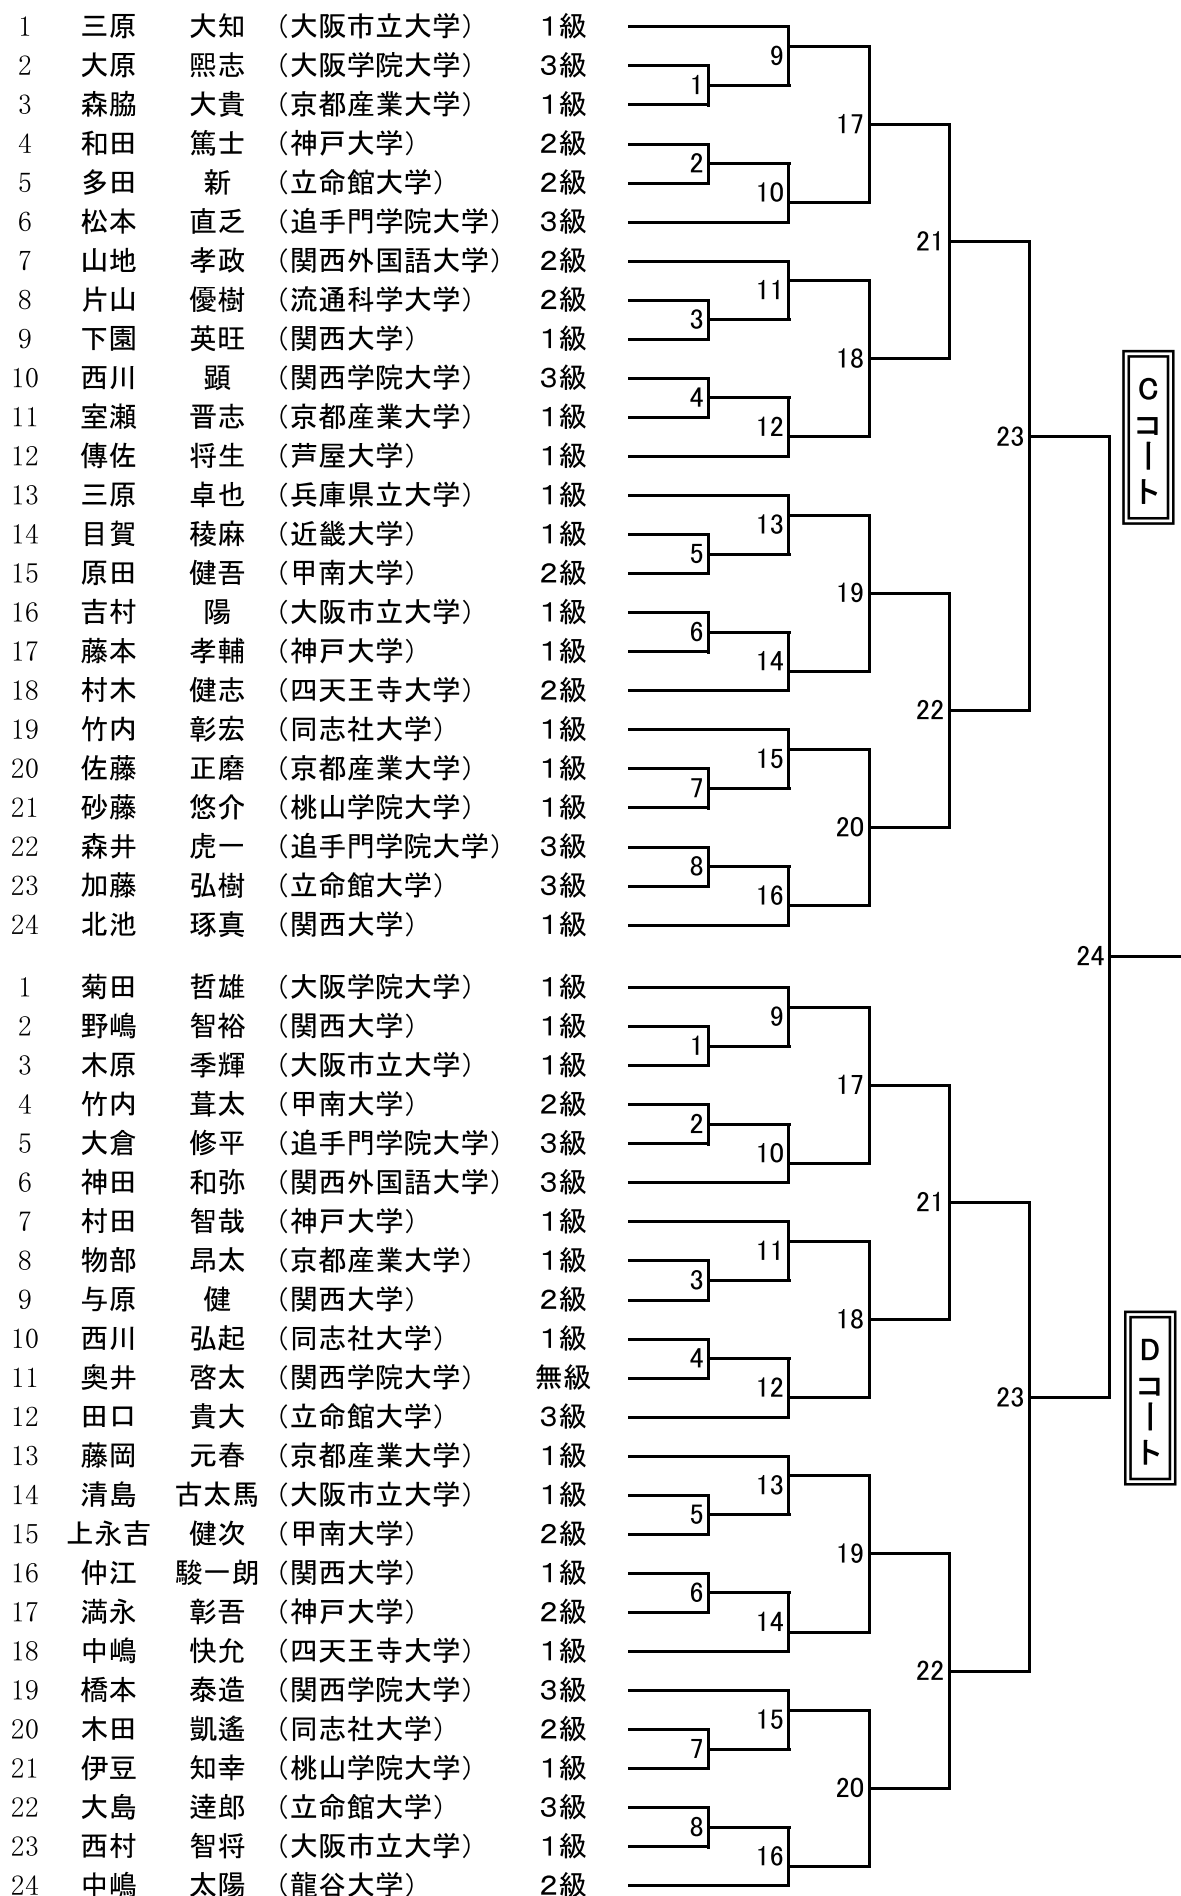 1 三原 大知 （大阪市立大学） 1級
2 大原 煕志 （大阪学院大学） 3級
3 森脇 大貴 （京都産業大学） 1級
4 和田 篤士 （神戸大学） 2級
5 多田 新 （立命館大学） 2級
6 松本 直乏 （追手門学院大学） 3級
7 山地 孝政 （関西外国語大学） 2級
8 片山 優樹 （流通科学大学） 2級
9 下園 英旺 （関西大学） 1級
10 西川 顕 （関西学院大学） 3級
11 室瀬 晋志 （京都産業大学） 1級
12 傳佐 将生 （芦屋大学） 1級
13 三原 卓也 （兵庫県立大学） 1級
14 目賀 稜麻 （近畿大学） 1級
15 原田 健吾 （甲南大学） 2級
16 吉村 陽 （大阪市立大学） 1級
17 藤本 孝輔 （神戸大学） 1級
18 村木 健志 （四天王寺大学） 2級
19 竹内 彰宏 （同志社大学） 1級
20 佐藤 正磨 （京都産業大学） 1級
21 砂藤 悠介 （桃山学院大学） 1級
22 森井 虎一 （追手門学院大学） 3級
23 加藤 弘樹 （立命館大学） 3級
24 北池 琢真 （関西大学） 1級
1 2 3 4 5 6 7 8
9 10 11 12 13 14 15 16
17 18 19 20
21 22
23
Cコート
24
1 菊田 哲雄 （大阪学院大学） 1級
2 野嶋 智裕 （関西大学） 1級
3 木原 季輝 （大阪市立大学） 1級
4 竹内 葺太 （甲南大学） 2級
5 大倉 修平 （追手門学院大学） 3級
6 神田 和弥 （関西外国語大学） 3級
7 村田 智哉 （神戸大学） 1級
8 物部 昂太 （京都産業大学） 1級
9 与原 健 （関西大学） 2級
10 西川 弘起 （同志社大学） 1級
11 奥井 啓太 （関西学院大学） 無級
12 田口 貴大 （立命館大学） 3級
13 藤岡 元春 （京都産業大学） 1級
14 清島 古太馬 （大阪市立大学） 1級
15 上永吉 健次 （甲南大学） 2級
16 仲江 駿一朗 （関西大学） 1級
17 満永 彰吾 （神戸大学） 2級
18 中嶋 快允 （四天王寺大学） 1級
19 橋本 泰造 （関西学院大学） 3級
20 木田 凱遙 （同志社大学） 2級
21 伊豆 知幸 （桃山学院大学） 1級
22 大島 達郎 （立命館大学） 3級
23 西村 智将 （大阪市立大学） 1級
24 中嶋 太陽 （龍谷大学） 2級
1 2 3 4 5 6 7 8
9 10 11 12 13 14 15 16
17 18 19 20
21 22
23
Dコート